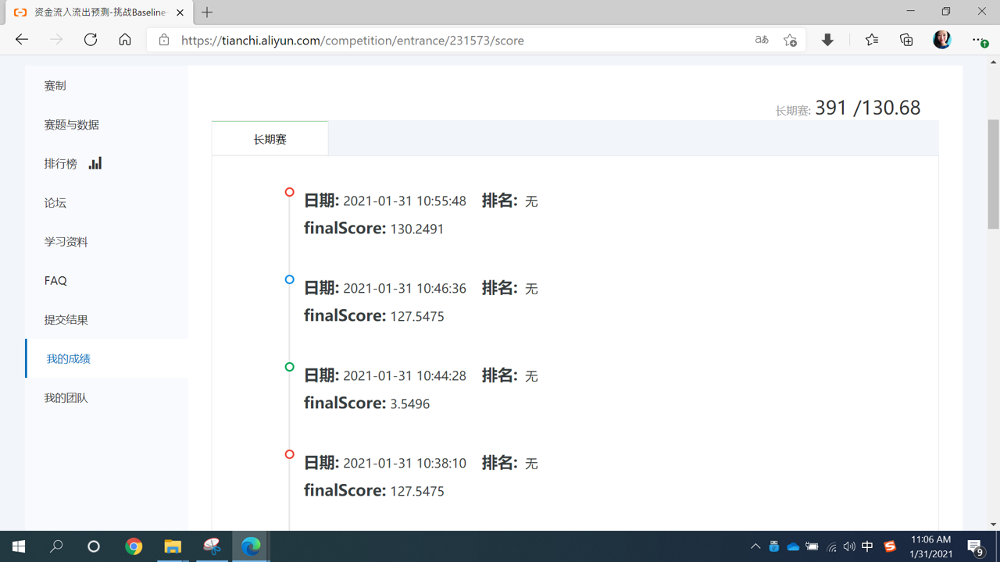 资金流入流出预测-挑战Baseline-
https://tianchi.aliyun.com/competition/entrance/231573/score
aあ
赛制
赛题与数据
排行榜
论坛
学习资料
FAQ
提交结果
我的成绩
我的团队
长期赛: 391 /130.68
长期赛
日期: 2021-01-31 10:55:48 排名: 无
finalScore: 130.2491
日期: 2021-01-31 10:46:36 排名: 无
finalScore: 127.5475
日期: 2021-01-31 10:44:28 排名: 无
finalScore: 3.5496
日期: 2021-01-31 10:38:10 排名: 无
finalScore: 127.5475
中
S
11:06 AM
1/31/2021
9